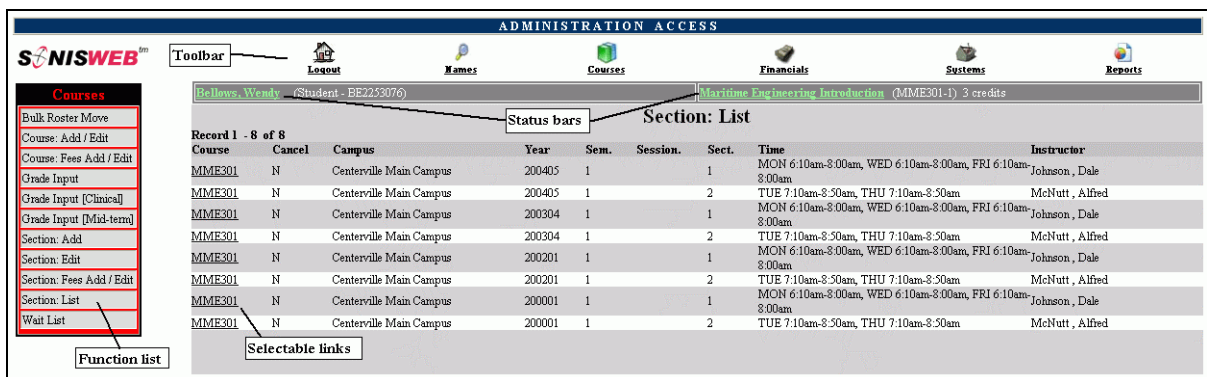 ADMINISTRATION ACCESS
SONISWEB tm
Toolbar
Logout Names Courses Financials Systems Reports
Courses
Bulk Roster Move
Course: Add / Edit
Course: Fees Add / Edit
Grade Input
Grade Input [Clinical]
Grade Input [Mid-term]
Section: Add
Section: Edit
Section: Fees Add / Edit
Section: List
Wait List
Function list
Bellows, Wendy (Student - BE2253076) Maritime Engineering Introduction (MME301-1) 3 credits
Status bars
Section: List
Record 1 - 8 of 8
Course Cancel Campus Year Sem. Session. Sect. Time Instructor
MME301 N Centerville Main Campus 200405 1 1 MON 6:10am-8:00am, WED 6:10am-8:00am, FRI 6:10am-8:00am Johnson , Dale
MME301 N Centerville Main Campus 200405 1 2 TUE 7:10am-8:50am, THU 7:10am-8:50am McNutt , Alfred
MME301 N Centerville Main Campus 200304 1 1 MON 6:10am-8:00am, WED 6:10am-8:00am, FRI 6:10am-8:00am Johnson , Dale
MME301 N Centerville Main Campus 200304 1 2 TUE 7:10am-8:50am, THU 7:10am-8:50am McNutt , Alfred
MME301 N Centerville Main Campus 200201 1 1 MON 6:10am-8:00am, WED 6:10am-8:00am, FRI 6:10am-8:00am Johnson , Dale
MME301 N Centerville Main Campus 200201 1 2 TUE 7:10am-8:50am, THU 7:10am-8:50am McNutt , Alfred
MME301 N Centerville Main Campus 200001 1 1 MON 6:10am-8:00am, WED 6:10am-8:00am, FRI 6:10am-8:00am Johnson , Dale
MME301 N Centerville Main Campus 200001 1 2 TUE 7:10am-8:50am, THU 7:10am-8:50am McNutt , Alfred
Selectable links